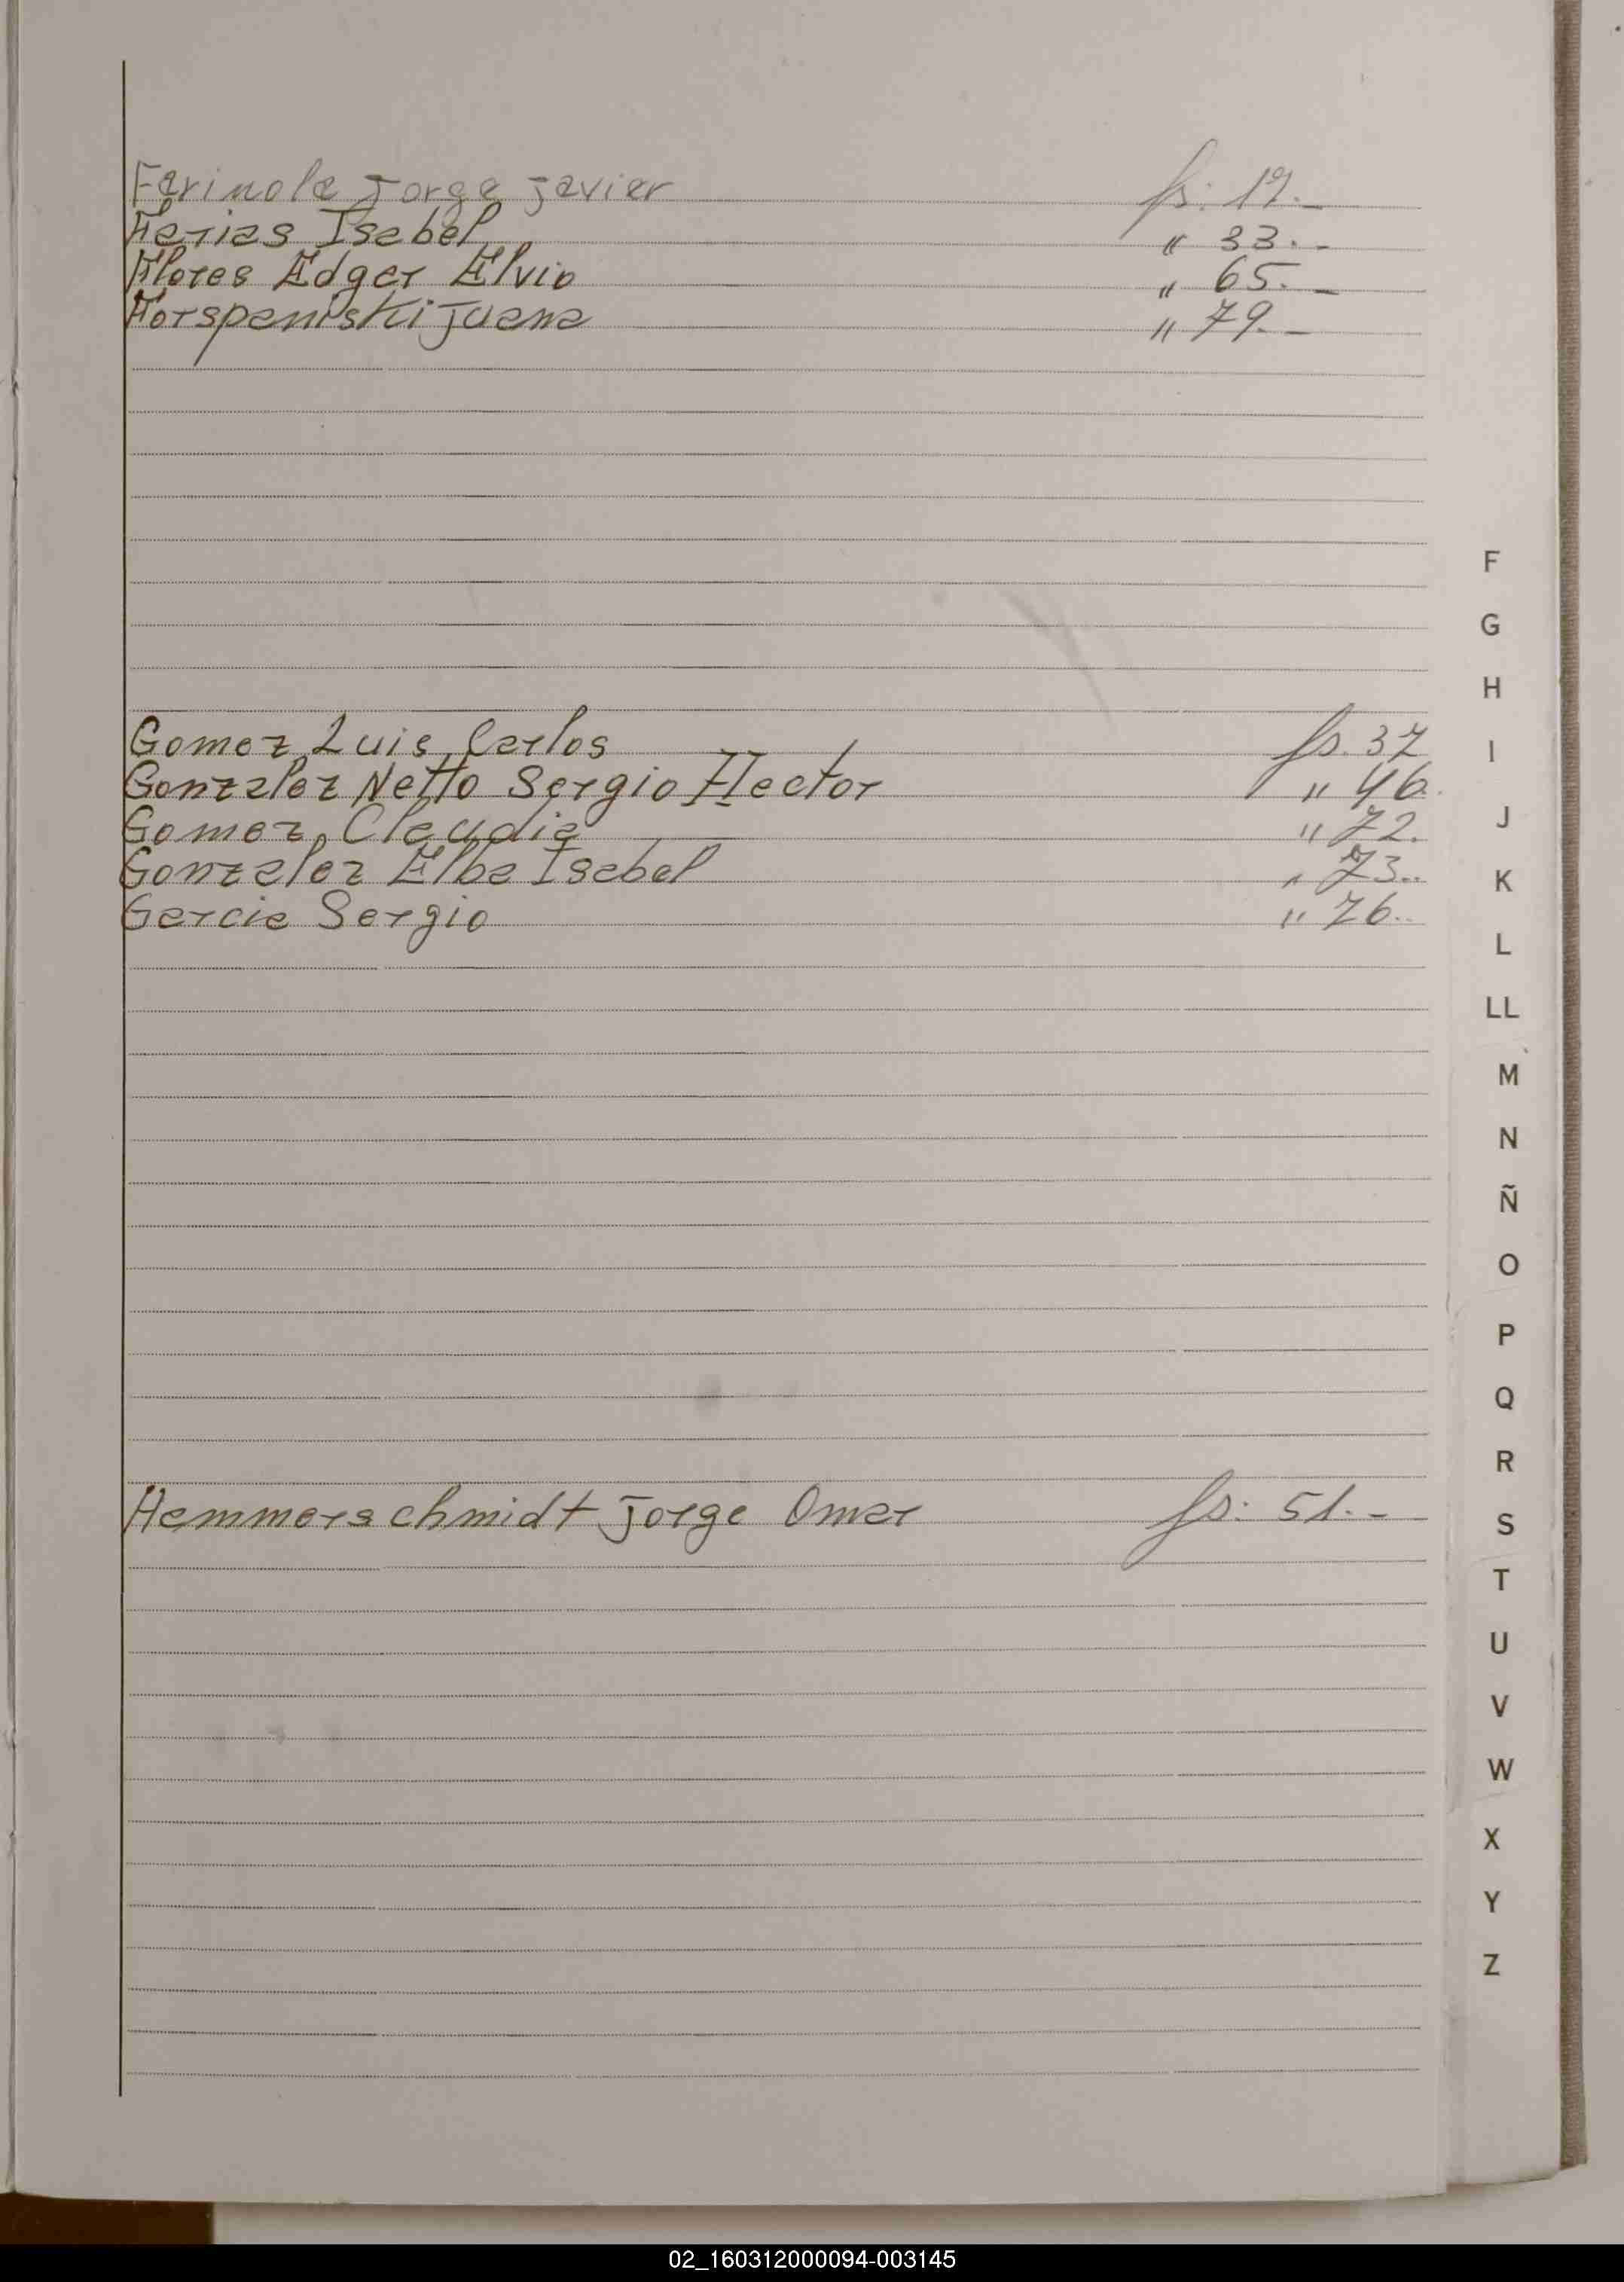 Farinola Jorge Javier fs. 19.-
Farias Isabel " 33.-
Flores Edgar Elvio " 65.-
Forspaniski Juana " 79.-
Gomez Luis Carlos fs. 37
Gonzalez Netto Sergio Hector " 46.
Gomez, Claudia " 72.
Gonzalez Elba Isabel " 73..
Garcia Sergio " 76..
Hammerschmidt Jorge Omar fs: 51.-
F
G
H
I
J
K
L
LL
M
N
Ñ
O
P
Q
R
S
T
U
V
W
X
Y
Z
02_160312000094-003145